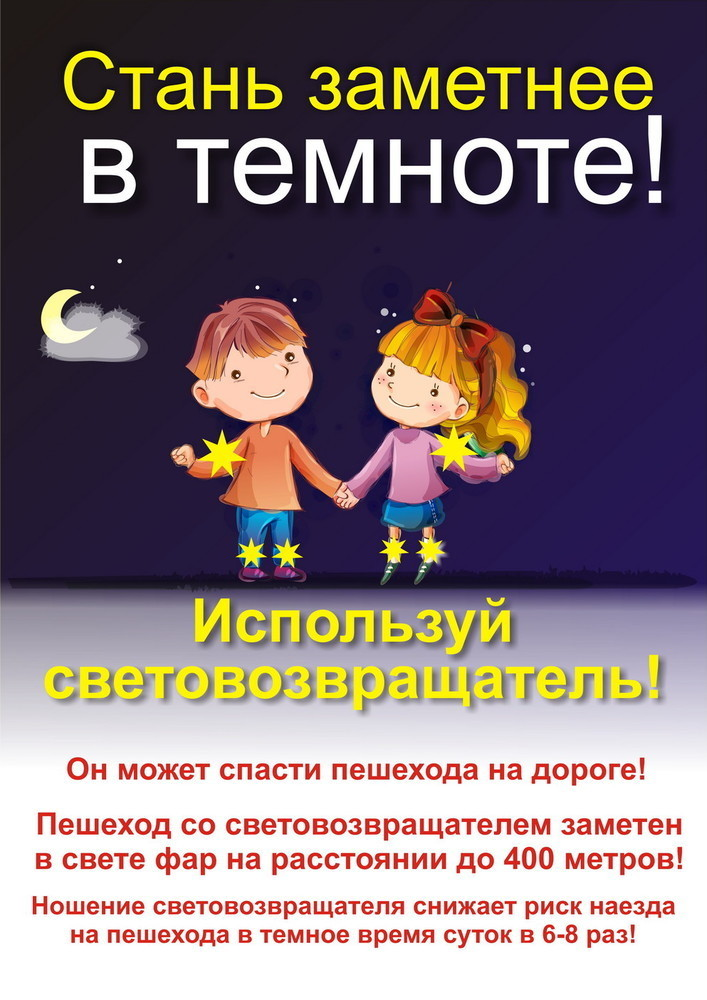 Стань заметнее
в темноте!
Используй
световозвращатель!
Он может спасти пешехода на дороге!
Пешеход со световозвращателем заметен
в свете фар на расстоянии до 400 метров!
Ношение световозвращателя снижает риск наезда
на пешехода в темное время суток в 6-8 раз!